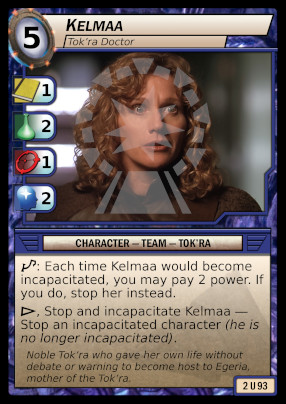 5
KELMAA
Tok'ra Doctor
1
2
1
2
CHARACTER — TEAM — TOK'RA
: Each time Kelmaa would become
incapacitated, you may pay 2 power. If
you do, stop her instead.
, Stop and incapacitate Kelmaa —
Stop an incapacitated character (he is
no longer incapacitated).
Noble Tok'ra who gave her own life without
debate or warning to become host to Egeria,
mother of the Tok'ra.
2 U 93